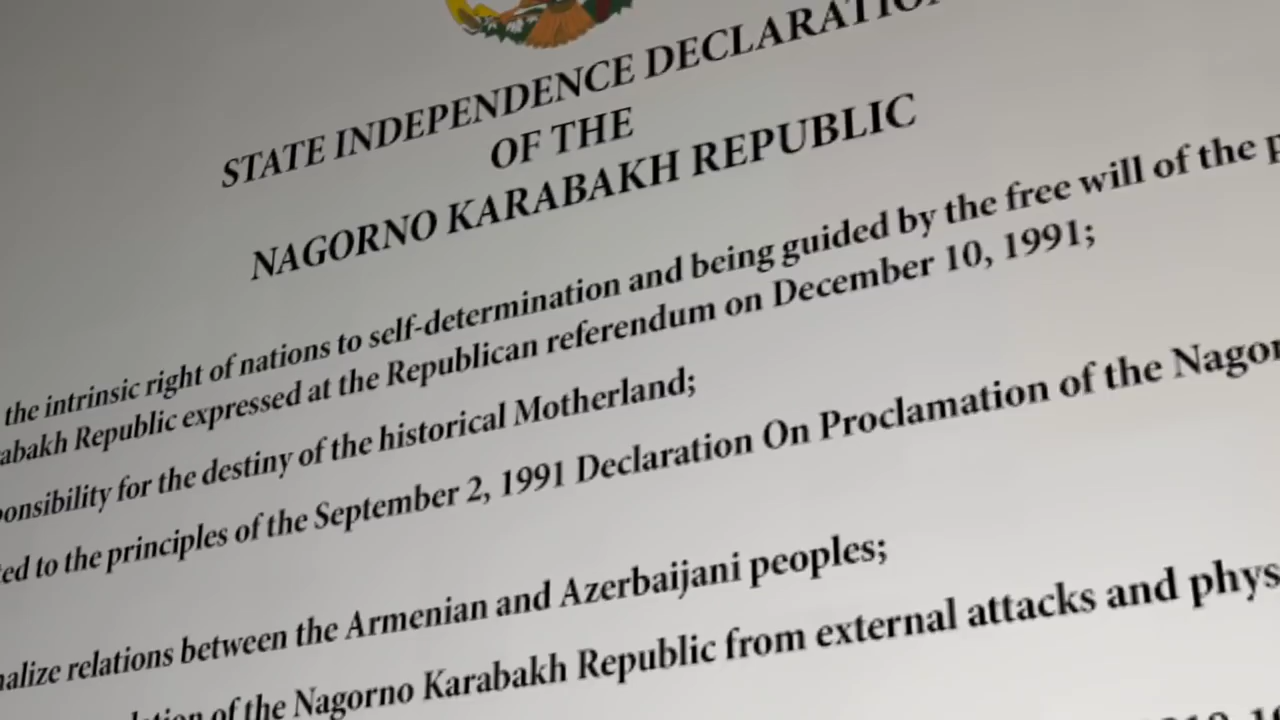 STATE INDEPENDENCE DECLARATIO
OF THE
NAGORNO KARABAKH REPUBLIC
the intrinsic right of nations to self-determination and being guided by the free will of the p
abakh Republic expressed at the Republican referendum on December 10, 1991;
onsibility for the destiny of the historical Motherland;
ted to the principles of the September 2, 1991 Declaration On Proclamation of the Nagor
nalize relations between the Armenian and Azerbaijani peoples;
of the Nagorno Karabakh Republic from external attacks and phys